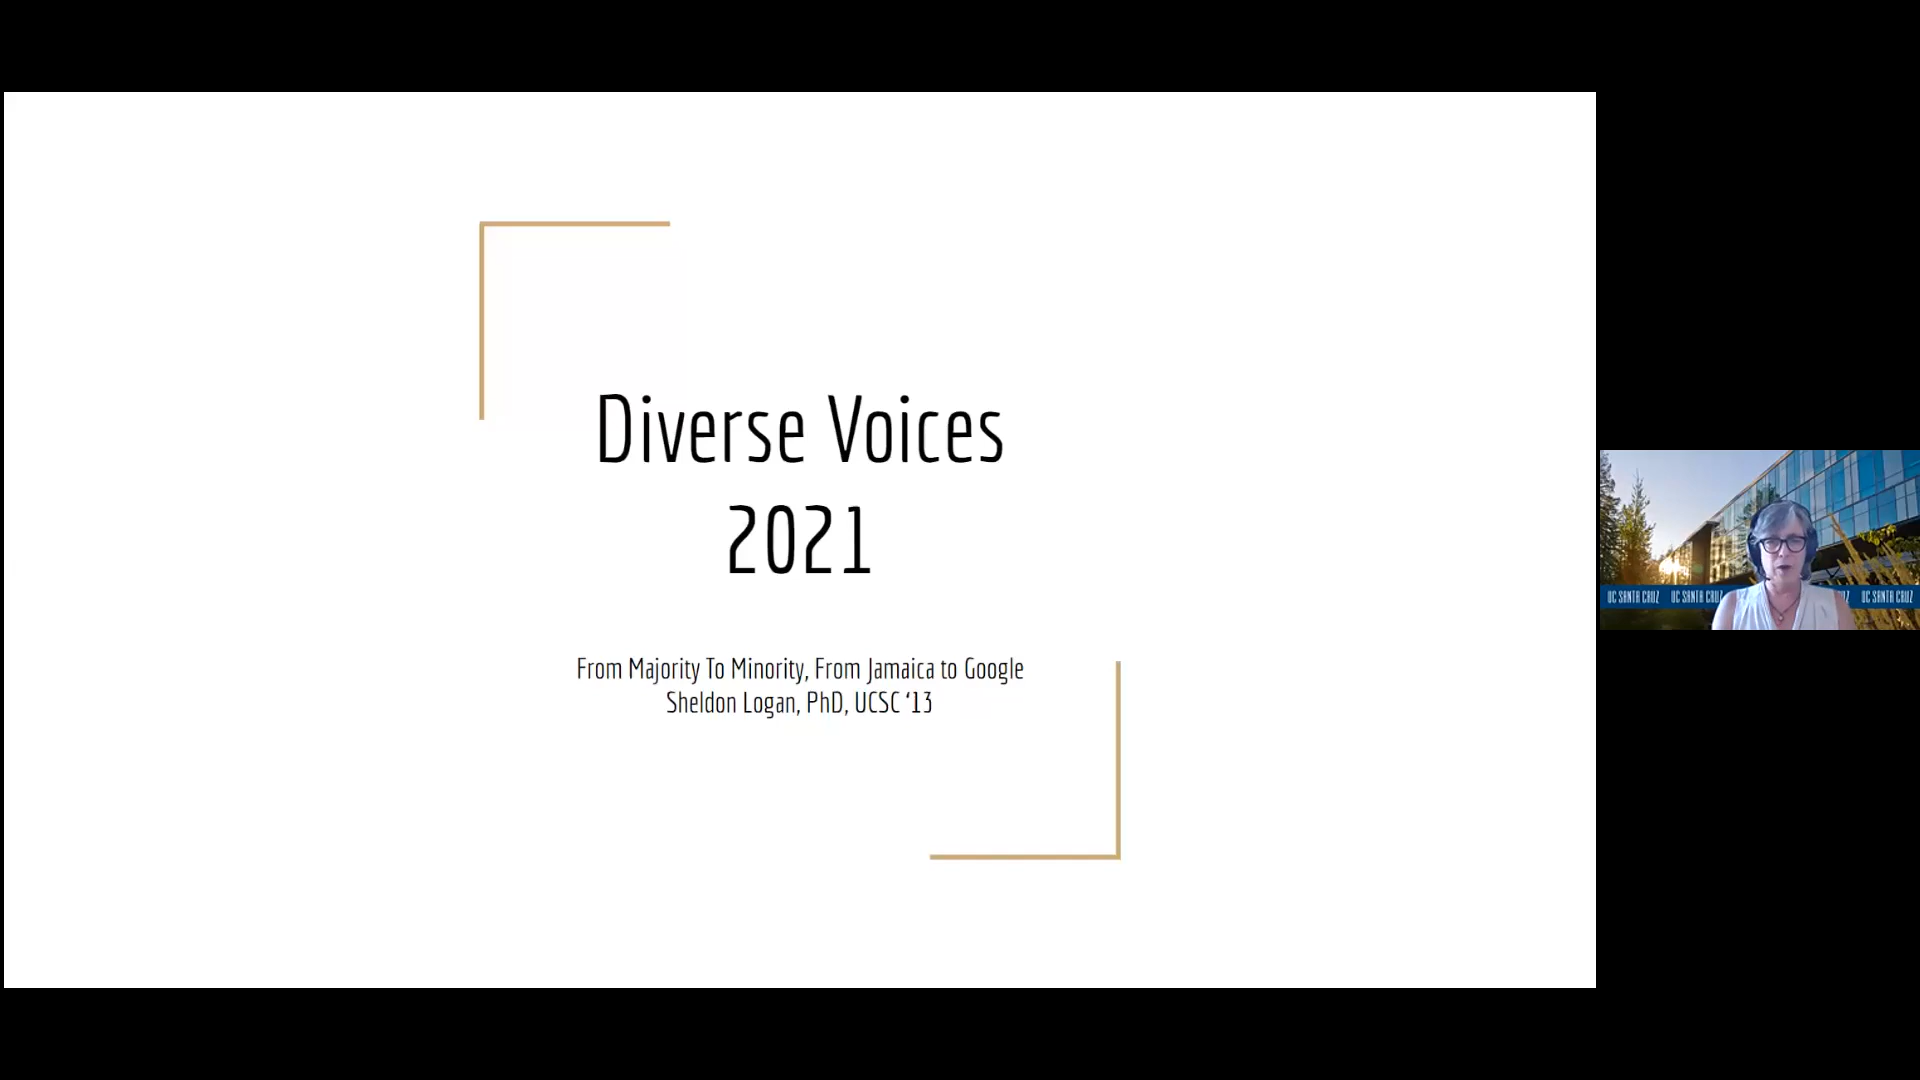 Diverse Voices
2021
From Majority To Minority, From Jamaica to Google
Sheldon Logan, PhD, UCSC ‘13
UC SANTA CRUZ UC SANTA CRUZ UC SANTA CRUZ